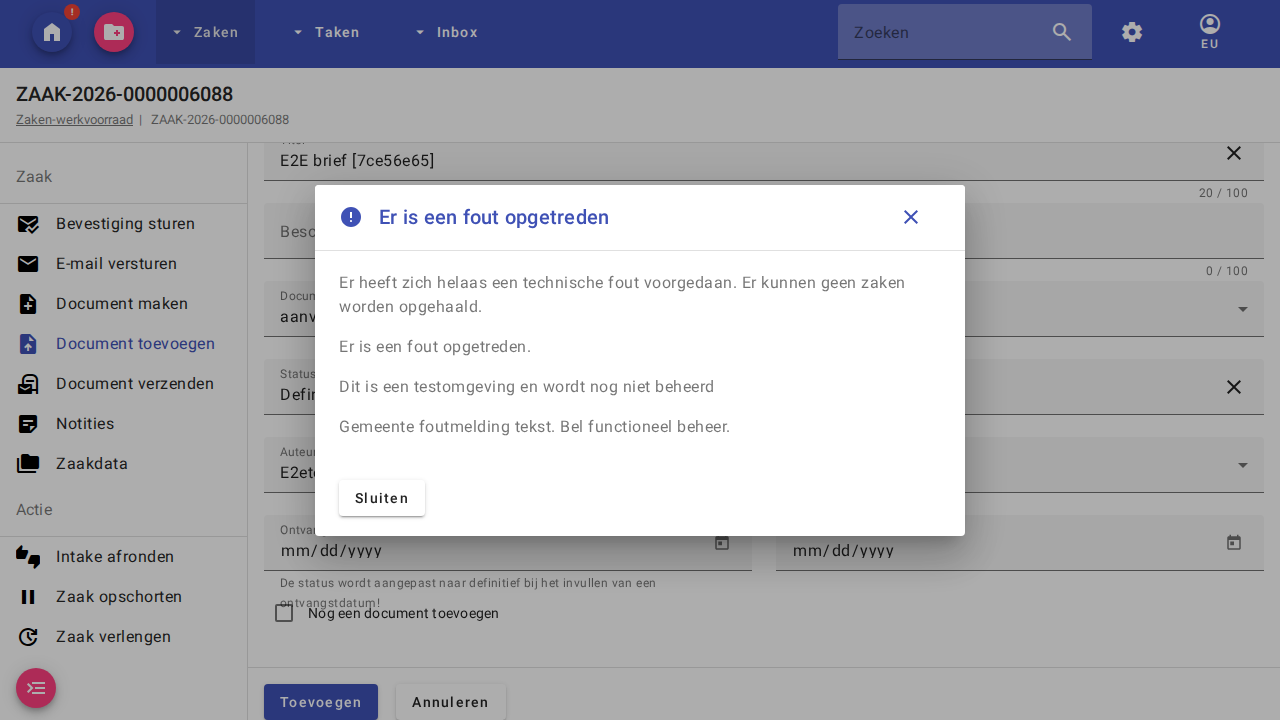 !
Zaken
Taken
Inbox
Zoeken
EU
ZAAK-2026-0000006088
Zaken-werkvoorraad | ZAAK-2026-0000006088
Zaak
Bevestiging sturen
E-mail versturen
Document maken
Document toevoegen
Document verzenden
Notities
Zaakdata
Actie
Intake afronden
Zaak opschorten
Zaak verlengen
E2E brief [7ce56e65]
20 / 100
0 / 100
Status
mm/dd/yyyy
mm/dd/yyyy
De status wordt aangepast naar definitief bij het invullen van een
ontvangstdatum!
Nog een document toevoegen
Toevoegen
Annuleren
Er is een fout opgetreden
Er heeft zich helaas een technische fout voorgedaan. Er kunnen geen zaken
worden opgehaald.
Er is een fout opgetreden.
Dit is een testomgeving en wordt nog niet beheerd
Gemeente foutmelding tekst. Bel functioneel beheer.
Sluiten